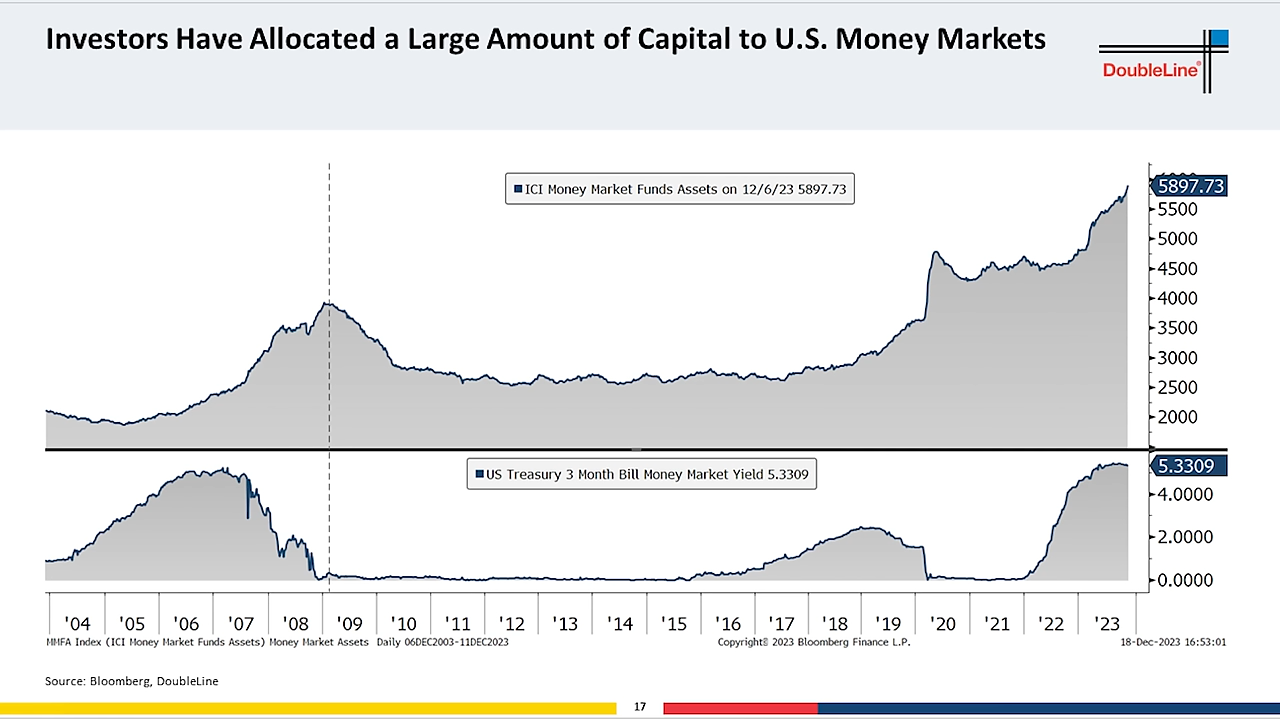 Investors Have Allocated a Large Amount of Capital to U.S. Money Markets
DoubleLine®
ICI Money Market Funds Assets on 12/6/23 5897.73
5897.73
5500
5000
4500
4000
3500
3000
2500
2000
US Treasury 3 Month Bill Money Market Yield 5.3309
5.3309
4.0000
2.0000
0.0000
'04 '05 '06 '07 '08 '09 '10 '11 '12 '13 '14 '15 '16 '17 '18 '19 '20 '21 '22 '23
MMFA Index (ICI Money Market Funds Assets) Money Market Assets Daily 06DEC2003-11DEC2023 Copyright© 2023 Bloomberg Finance L.P. 18-Dec-2023 16:53:01
Source: Bloomberg, DoubleLine
17